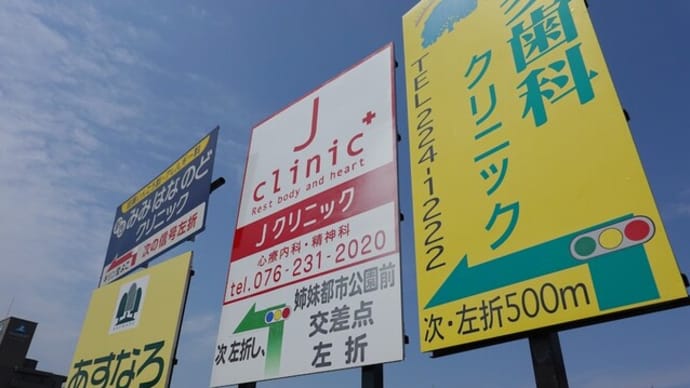 みみはなのど
クリニック
次の信号左折
あすなろ
J
clinic
Rest body and heart
Jクリニック
心療内科・精神科
tel.076-231-2020
姉妹都市公園前
交差点
次 左折し、
左折
歯科
クリニック
TEL224-1222
次・左折500m